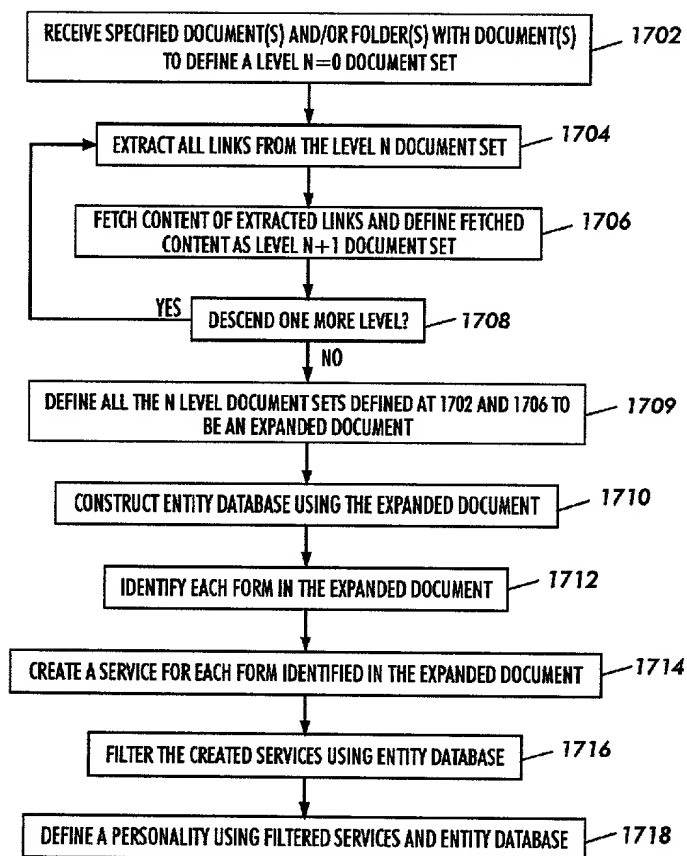 RECEIVE SPECIFIED DOCUMENT(S) AND/OR FOLDER(S) WITH DOCUMENT(S)
TO DEFINE A LEVEL N=0 DOCUMENT SET
1702
EXTRACT ALL LINKS FROM THE LEVEL N DOCUMENT SET
1704
FETCH CONTENT OF EXTRACTED LINKS AND DEFINE FETCHED
CONTENT AS LEVEL N+1 DOCUMENT SET
1706
YES
DESCEND ONE MORE LEVEL?
1708
NO
DEFINE ALL THE N LEVEL DOCUMENT SETS DEFINED AT 1702 AND 1706 TO
BE AN EXPANDED DOCUMENT
1709
CONSTRUCT ENTITY DATABASE USING THE EXPANDED DOCUMENT
1710
IDENTIFY EACH FORM IN THE EXPANDED DOCUMENT
1712
CREATE A SERVICE FOR EACH FORM IDENTIFIED IN THE EXPANDED DOCUMENT
1714
FILTER THE CREATED SERVICES USING ENTITY DATABASE
1716
DEFINE A PERSONALITY USING FILTERED SERVICES AND ENTITY DATABASE
1718